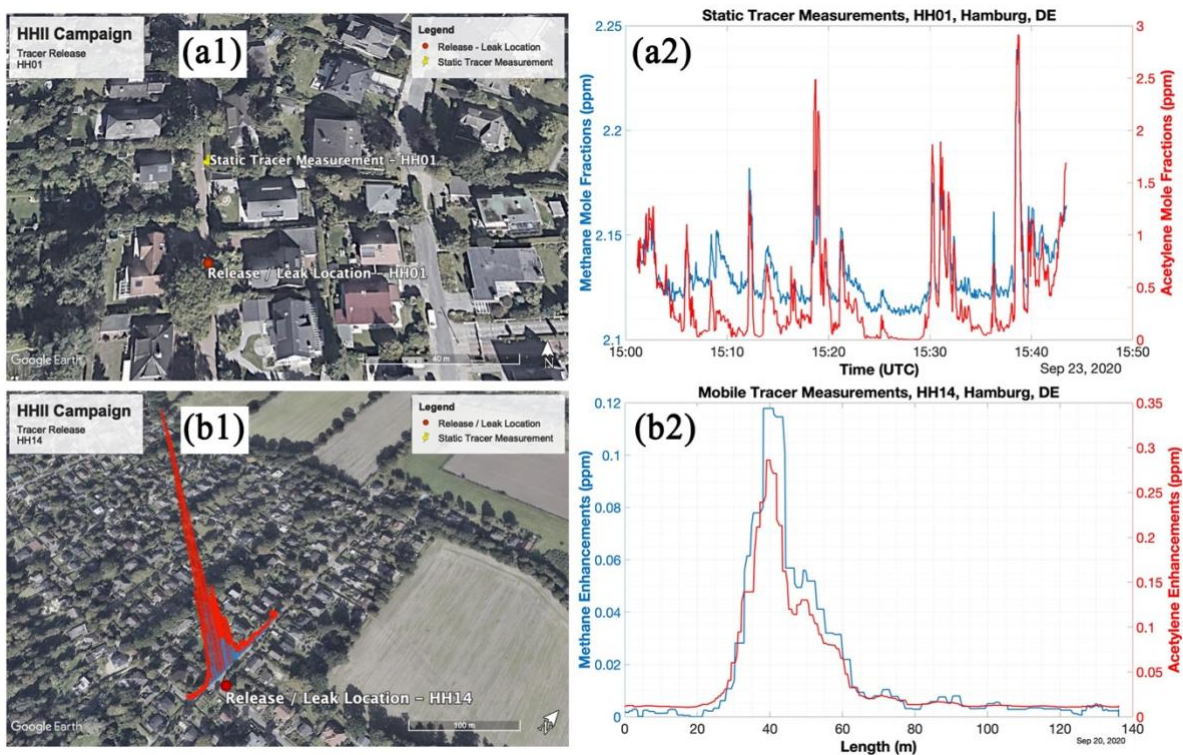 HHII Campaign
Tracer Release
HH01
(a1)
Legend
Release - Leak Location
Static Tracer Measurement
Static Tracer Measurement - HH01
Release / Leak Location - HH01
Google Earth
40 m
N
(a2)
Static Tracer Measurements, HH01, Hamburg, DE
Methane Mole Fractions (ppm)
2.25
2.2
2.15
2.1
Acetylene Mole Fractions (ppm)
3
2.5
2
1.5
1
0.5
0
15:00
15:10
15:20
15:30
15:40
15:50
Time (UTC)
Sep 23, 2020
HHII Campaign
Tracer Release
HH14
(b1)
Legend
Release / Leak Location
Static Tracer Measurement
Release / Leak Location - HH14
Google Earth
100 m
(b2)
Mobile Tracer Measurements, HH14, Hamburg, DE
Methane Enhancements (ppm)
0.12
0.1
0.08
0.06
0.04
0.02
0
Acetylene Enhancements (ppm)
0.35
0.3
0.25
0.2
0.15
0.1
0.05
0
0
20
40
60
80
100
120
140
Length (m)
Sep 20, 2020